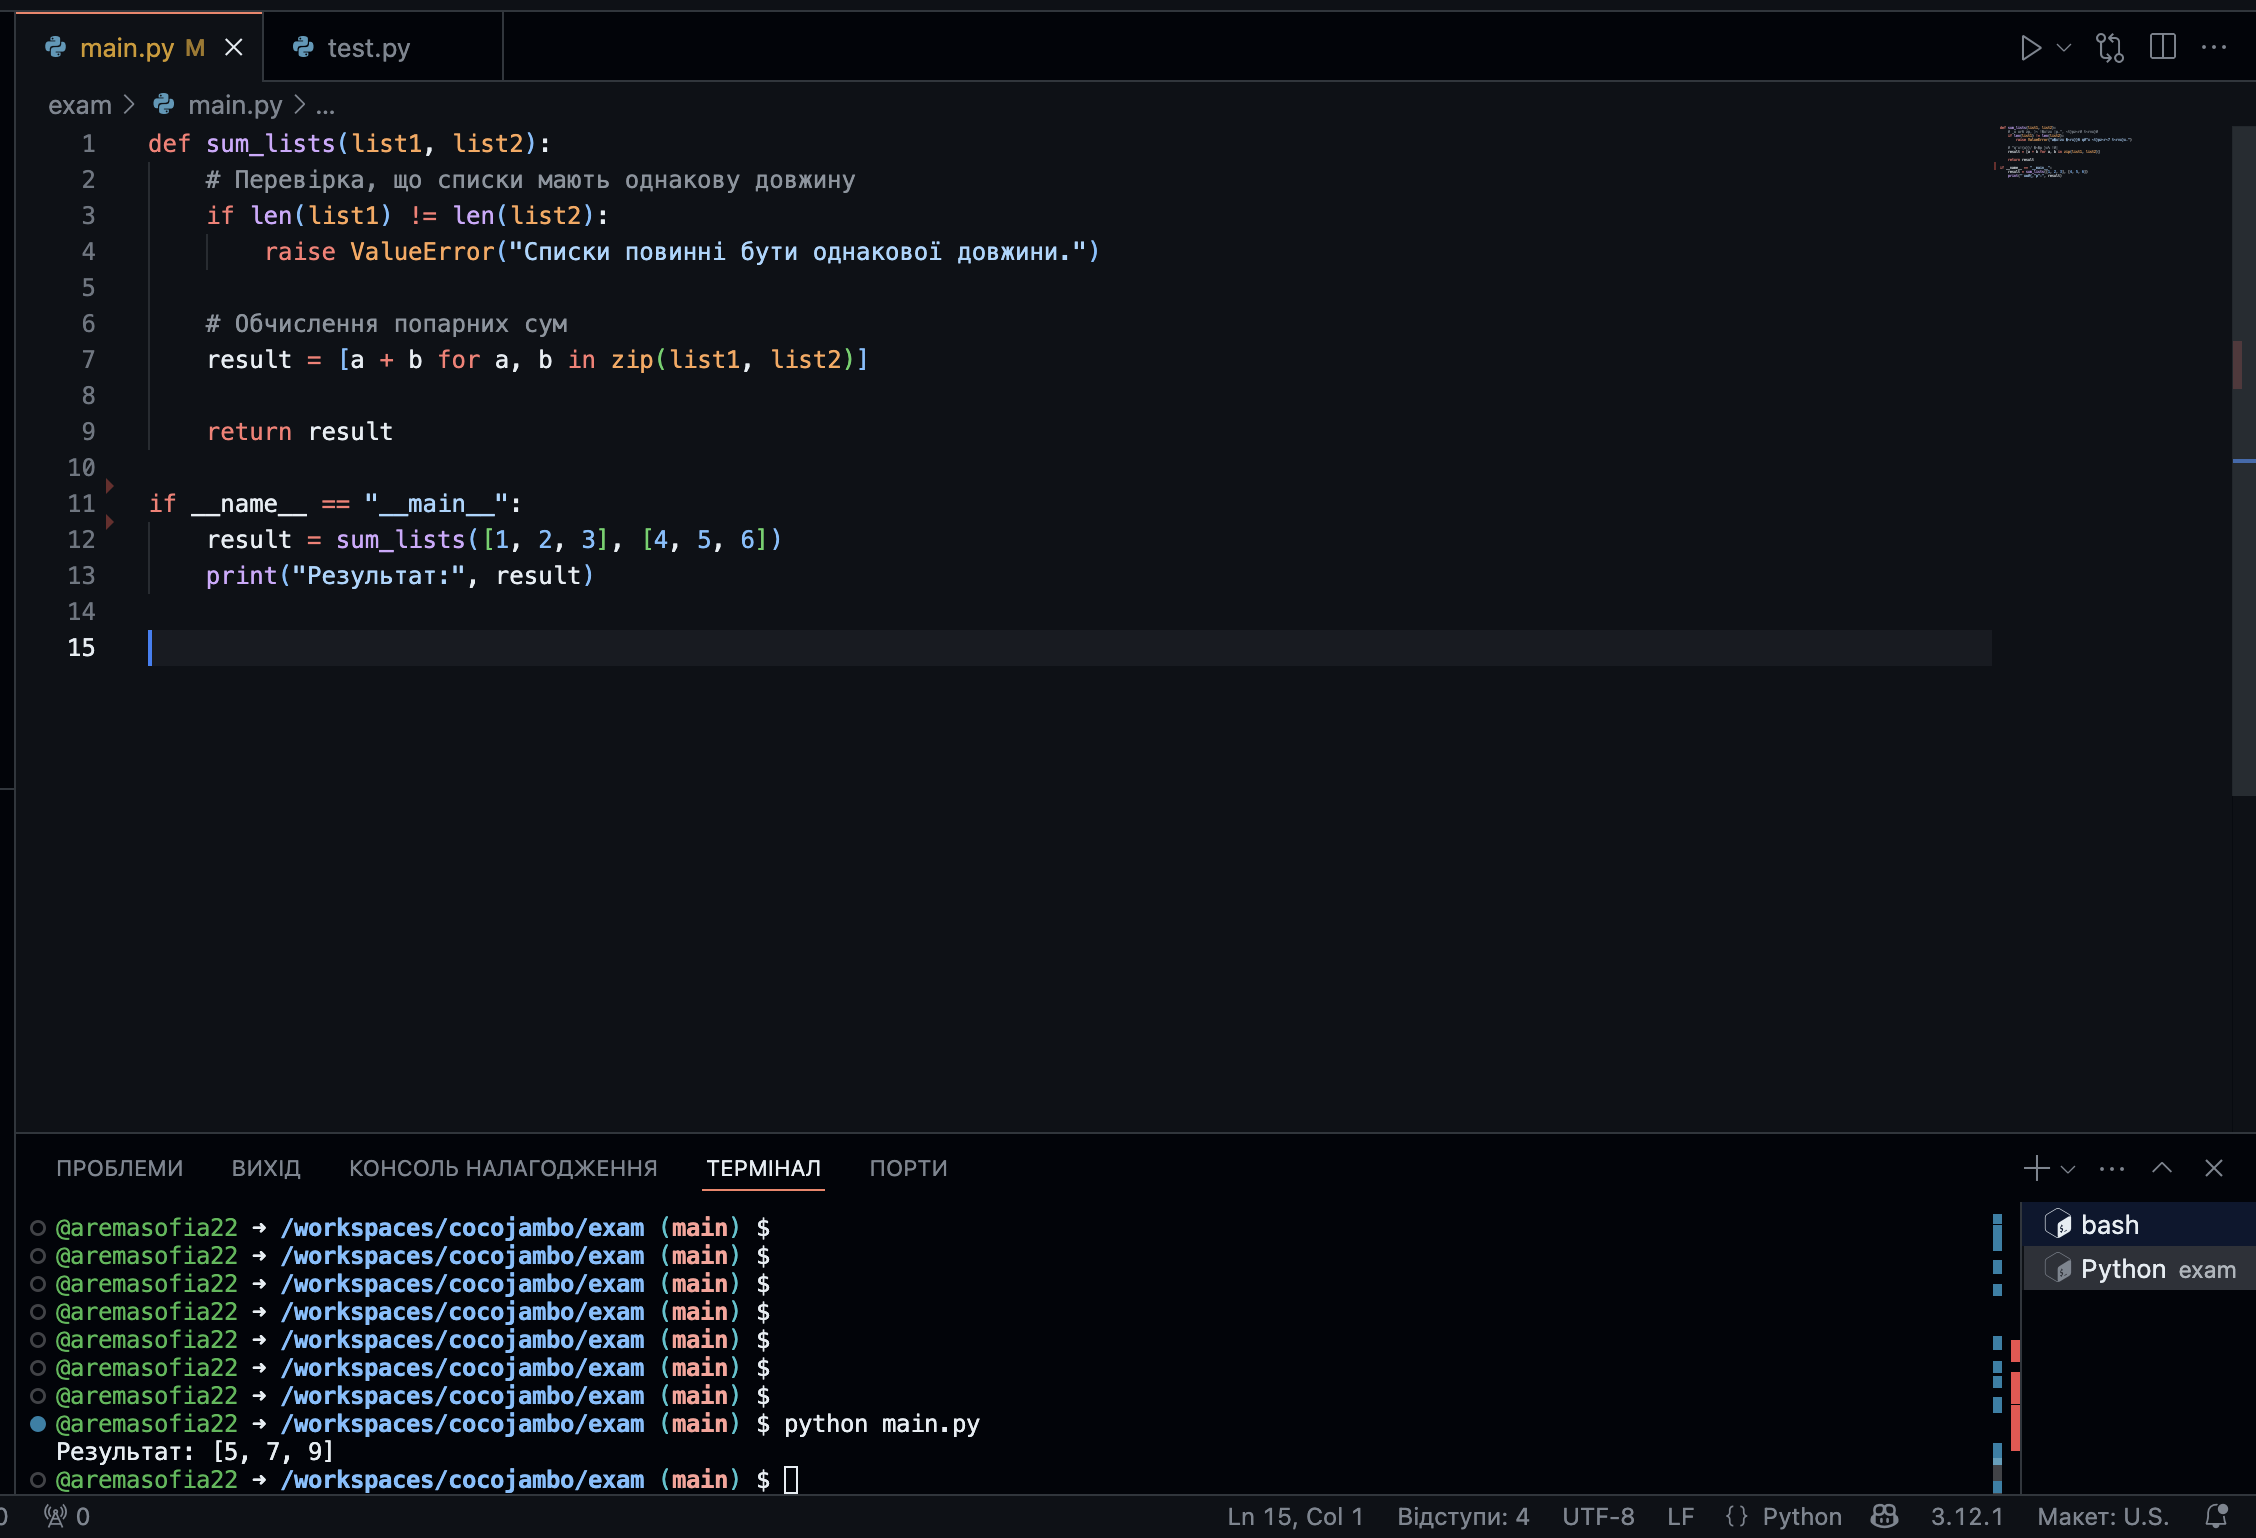 main.py M
test.py
exam > main.py > ...
1 def sum_lists(list1, list2):
2     # Перевірка, що списки мають однакову довжину
3     if len(list1) != len(list2):
4         raise ValueError("Списки повинні бути однакової довжини.")
5
6     # Обчислення попарних сум
7     result = [a + b for a, b in zip(list1, list2)]
8
9     return result
10
11 if __name__ == "__main__":
12     result = sum_lists([1, 2, 3], [4, 5, 6])
13     print("Результат:", result)
14
15
ПРОБЛЕМИ ВИХІД КОНСОЛЬ НАЛАГОДЖЕННЯ ТЕРМІНАЛ ПОРТИ
@aremasofia22 ➜ /workspaces/cocojambo/exam (main) $
@aremasofia22 ➜ /workspaces/cocojambo/exam (main) $
@aremasofia22 ➜ /workspaces/cocojambo/exam (main) $
@aremasofia22 ➜ /workspaces/cocojambo/exam (main) $
@aremasofia22 ➜ /workspaces/cocojambo/exam (main) $
@aremasofia22 ➜ /workspaces/cocojambo/exam (main) $
@aremasofia22 ➜ /workspaces/cocojambo/exam (main) $
@aremasofia22 ➜ /workspaces/cocojambo/exam (main) $ python main.py
Результат: [5, 7, 9]
@aremasofia22 ➜ /workspaces/cocojambo/exam (main) $
bash
Python exam
0 Ln 15, Col 1 Відступи: 4 UTF-8 LF {} Python 3.12.1 Макет: U.S.